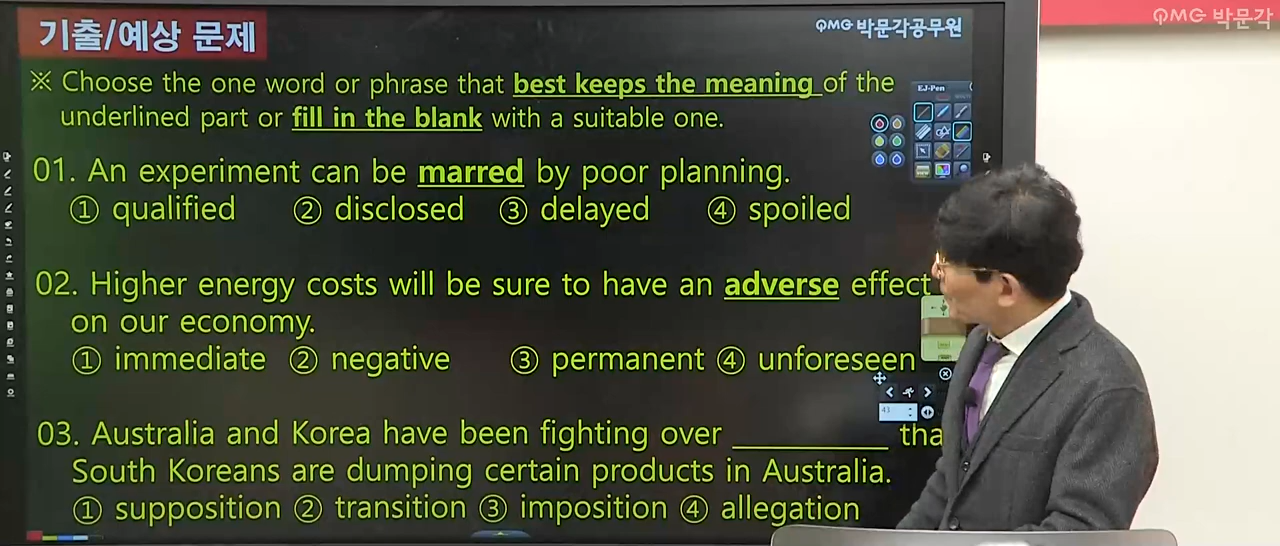 기출/예상 문제
PMG 박문각공무원
PMG 박문각
※ Choose the one word or phrase that best keeps the meaning of the
underlined part or fill in the blank with a suitable one.
EJ-Pen
01. An experiment can be marred by poor planning.
① qualified ② disclosed ③ delayed ④ spoiled
02. Higher energy costs will be sure to have an adverse effect
on our economy.
① immediate ② negative ③ permanent ④ unforeseen
43
03. Australia and Korea have been fighting over __________ tha
South Koreans are dumping certain products in Australia.
① supposition ② transition ③ imposition ④ allegation